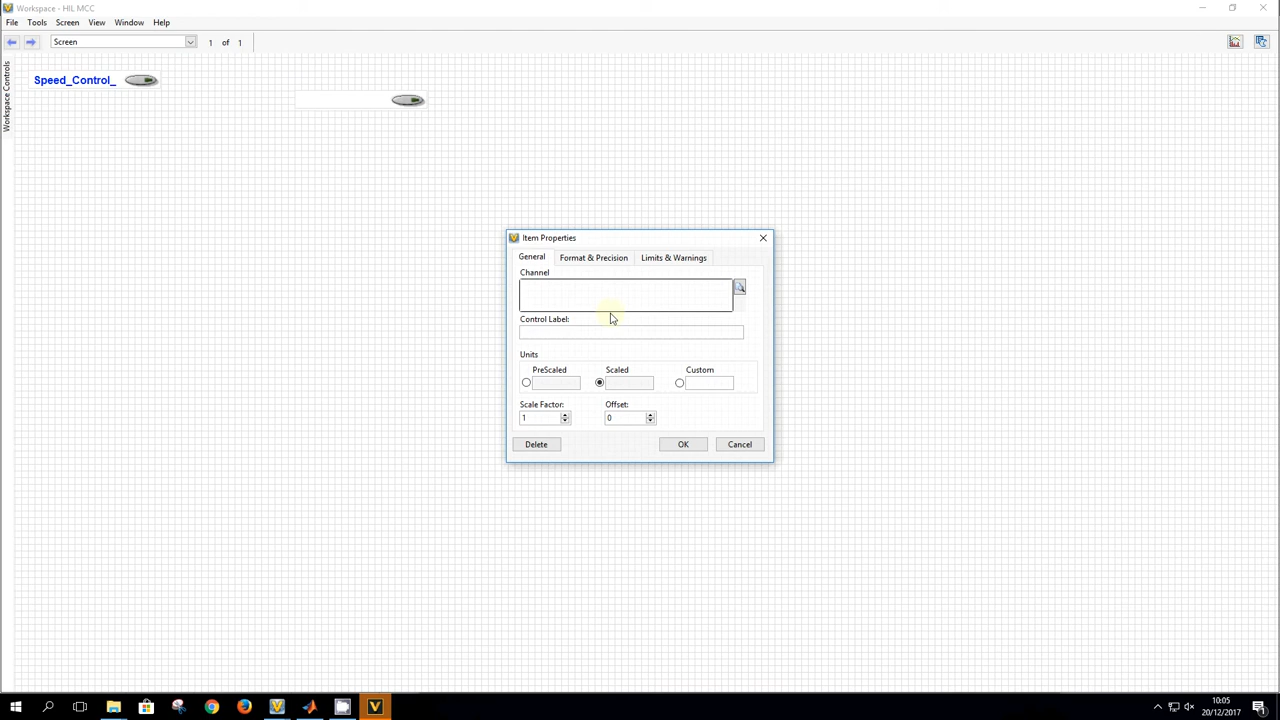 Workspace - HIL MCC
File Tools Screen View Window Help
Screen 1 of 1
Workspace Controls
Speed_Control_
Item Properties
General Format & Precision Limits & Warnings
Channel
Control Label:
Units
PreScaled Scaled Custom
Scale Factor: Offset:
1 0
Delete OK Cancel
10:05
20/12/2017